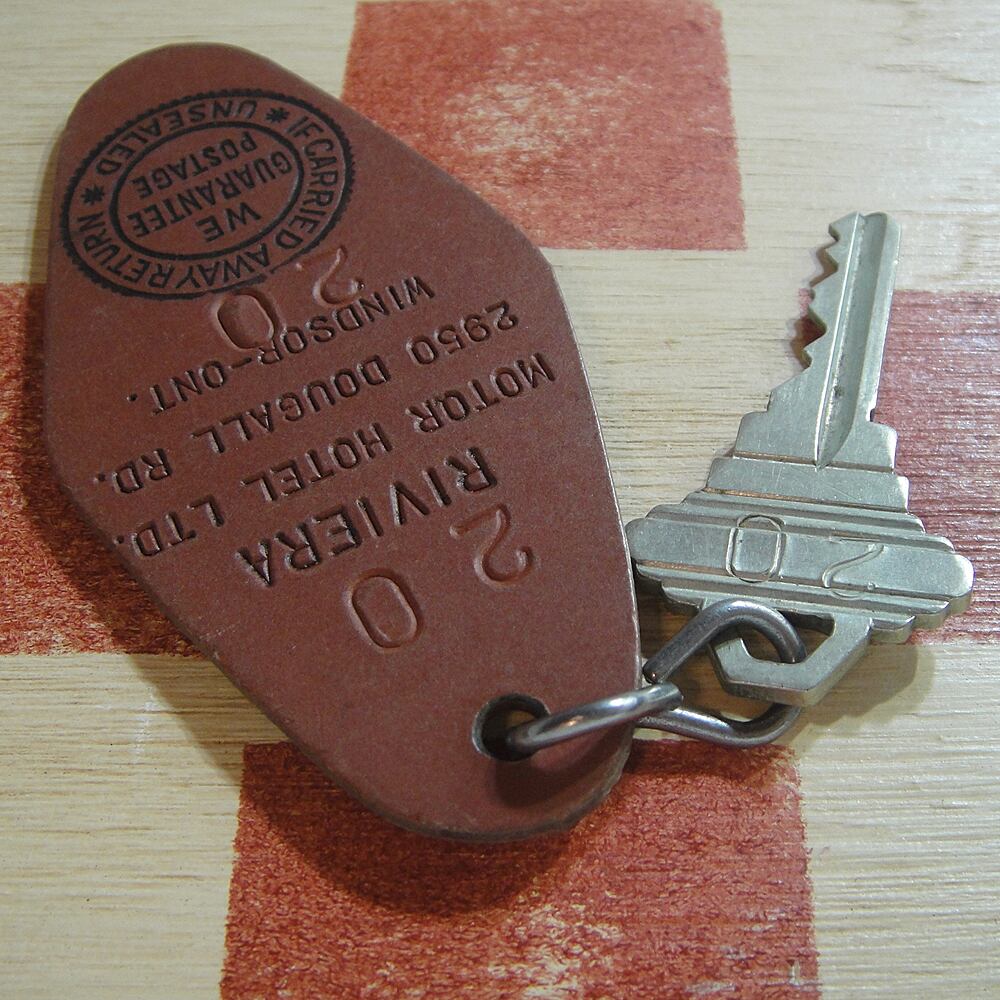 20
RIVIERA
MOTOR HOTEL LTD.
2950 DOUGALL RD.
WINDSOR-ONT.
20
IF CARRIED AWAY RETURN * UNSEALED *
WE
GUARANTEE
POSTAGE
20